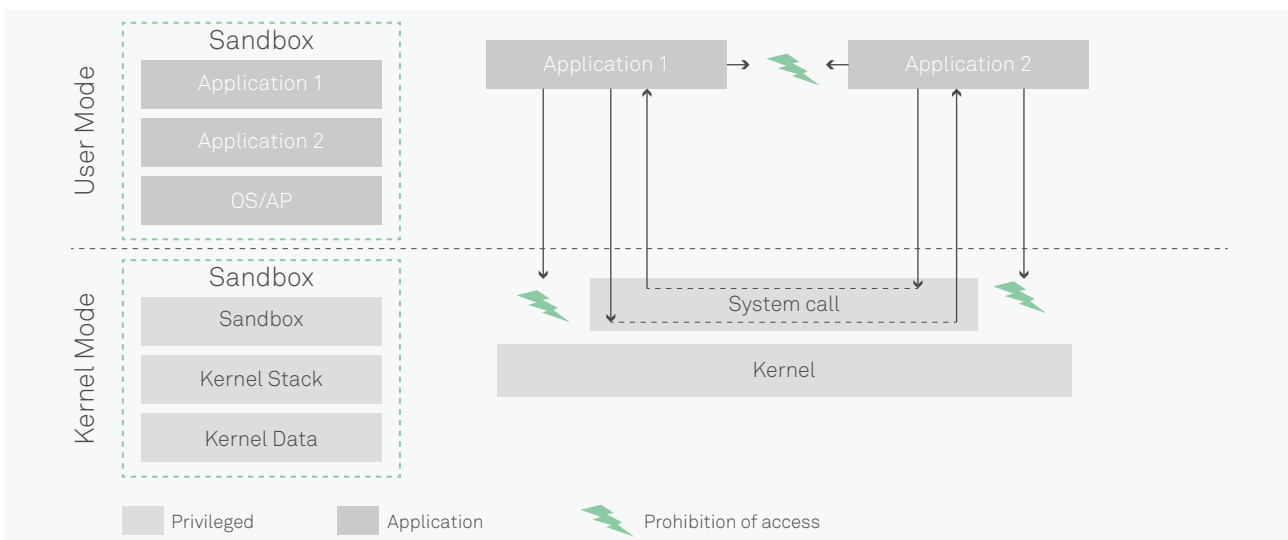 User Mode
Sandbox
Application 1
Application 2
OS/AP
Application 1
Application 2
Kernel Mode
Sandbox
Sandbox
Kernel Stack
Kernel Data
System call
Kernel
Privileged
Application
Prohibition of access